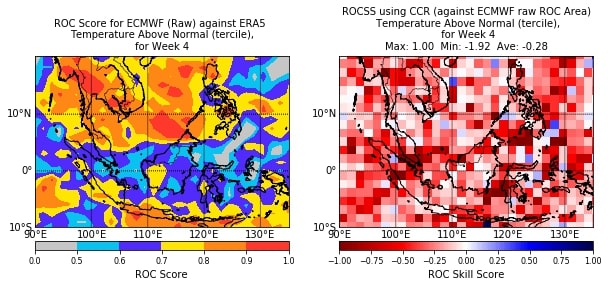 ROC Score for ECMWF (Raw) against ERA5
Temperature Above Normal (tercile),
for Week 4
10°N
0°
10°S
90°E 100°E 110°E 120°E 130°E
0.0 0.5 0.6 0.7 0.8 0.9 1.0
ROC Score
ROCSS using CCR (against ECMWF raw ROC Area)
Temperature Above Normal (tercile),
for Week 4
Max: 1.00 Min: -1.92 Ave: -0.28
10°N
0°
10°S
90°E 100°E 110°E 120°E 130°E
−1.00 −0.75 −0.50 −0.25 0.00 0.25 0.50 0.75 1.00
ROC Skill Score